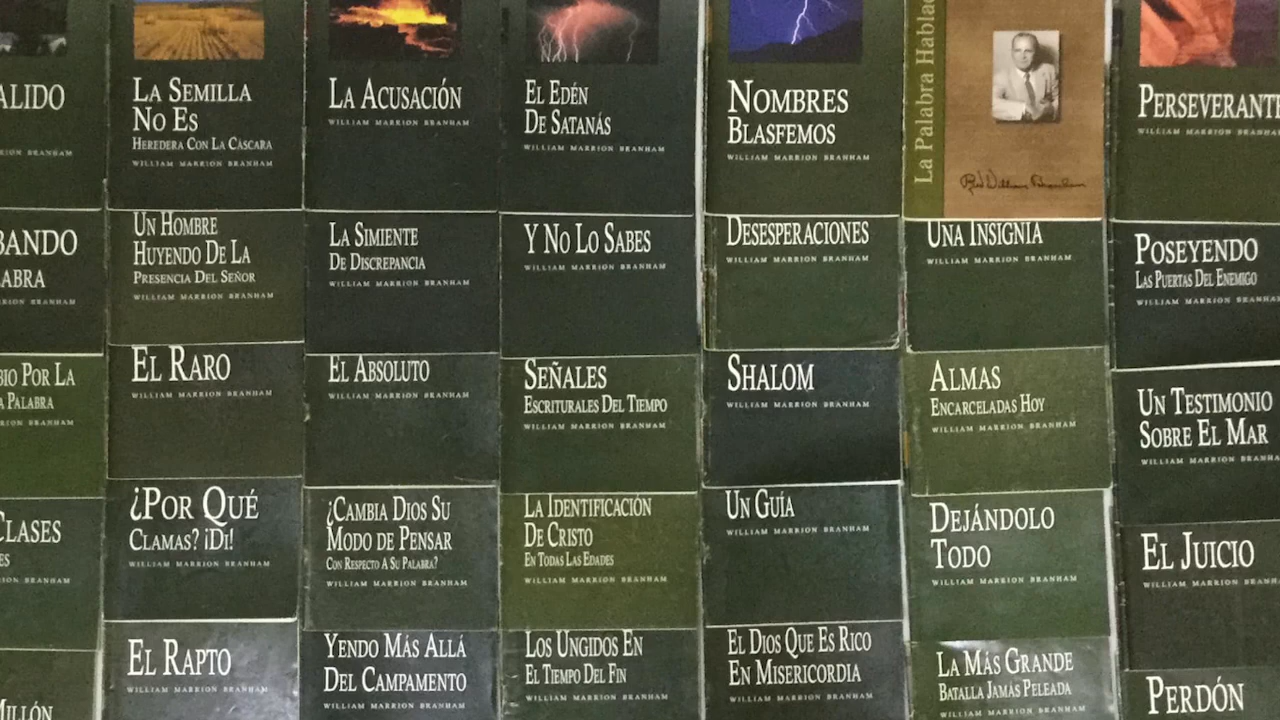 ALIDO
LA SEMILLA
NO ES
HEREDERA CON LA CÁSCARA
WILLIAM MARRION BRANHAM
LA ACUSACIÓN
WILLIAM MARRION BRANHAM
EL EDÉN
DE SATANÁS
WILLIAM MARRION BRANHAM
NOMBRES
BLASFEMOS
WILLIAM MARRION BRANHAM
La Palabra Hablad
PERSEVERANTE
WILLIAM MARRION BRANHAM
BANDO
LABRA
UN HOMBRE
HUYENDO DE LA
PRESENCIA DEL SEÑOR
WILLIAM MARRION BRANHAM
LA SIMIENTE
DE DISCREPANCIA
WILLIAM MARRION BRANHAM
Y NO LO SABES
WILLIAM MARRION BRANHAM
DESESPERACIONES
WILLIAM MARRION BRANHAM
UNA INSIGNIA
WILLIAM MARRION BRANHAM
POSEYENDO
LAS PUERTAS DEL ENEMIGO
WILLIAM MARRION BRANHAM
BIO POR LA
A PALABRA
EL RARO
WILLIAM MARRION BRANHAM
EL ABSOLUTO
WILLIAM MARRION BRANHAM
SEÑALES
ESCRITURALES DEL TIEMPO
WILLIAM MARRION BRANHAM
SHALOM
WILLIAM MARRION BRANHAM
ALMAS
ENCARCELADAS HOY
WILLIAM MARRION BRANHAM
UN TESTIMONIO
SOBRE EL MAR
WILLIAM MARRION BRANHAM
CLASES
ES
¿POR QUÉ
CLAMAS? ¡DI!
WILLIAM MARRION BRANHAM
¿CAMBIA DIOS SU
MODO DE PENSAR
CON RESPECTO A SU PALABRA?
WILLIAM MARRION BRANHAM
LA IDENTIFICACIÓN
DE CRISTO
EN TODAS LAS EDADES
WILLIAM MARRION BRANHAM
UN GUÍA
WILLIAM MARRION BRANHAM
DEJÁNDOLO
TODO
WILLIAM MARRION BRANHAM
EL JUICIO
WILLIAM MARRION BRANHAM
MILLÓN
EL RAPTO
WILLIAM MARRION BRANHAM
YENDO MÁS ALLÁ
DEL CAMPAMENTO
WILLIAM MARRION BRANHAM
LOS UNGIDOS EN
EL TIEMPO DEL FIN
WILLIAM MARRION BRANHAM
EL DIOS QUE ES RICO
EN MISERICORDIA
WILLIAM MARRION BRANHAM
LA MÁS GRANDE
BATALLA JAMÁS PELEADA
WILLIAM MARRION BRANHAM
PERDÓN